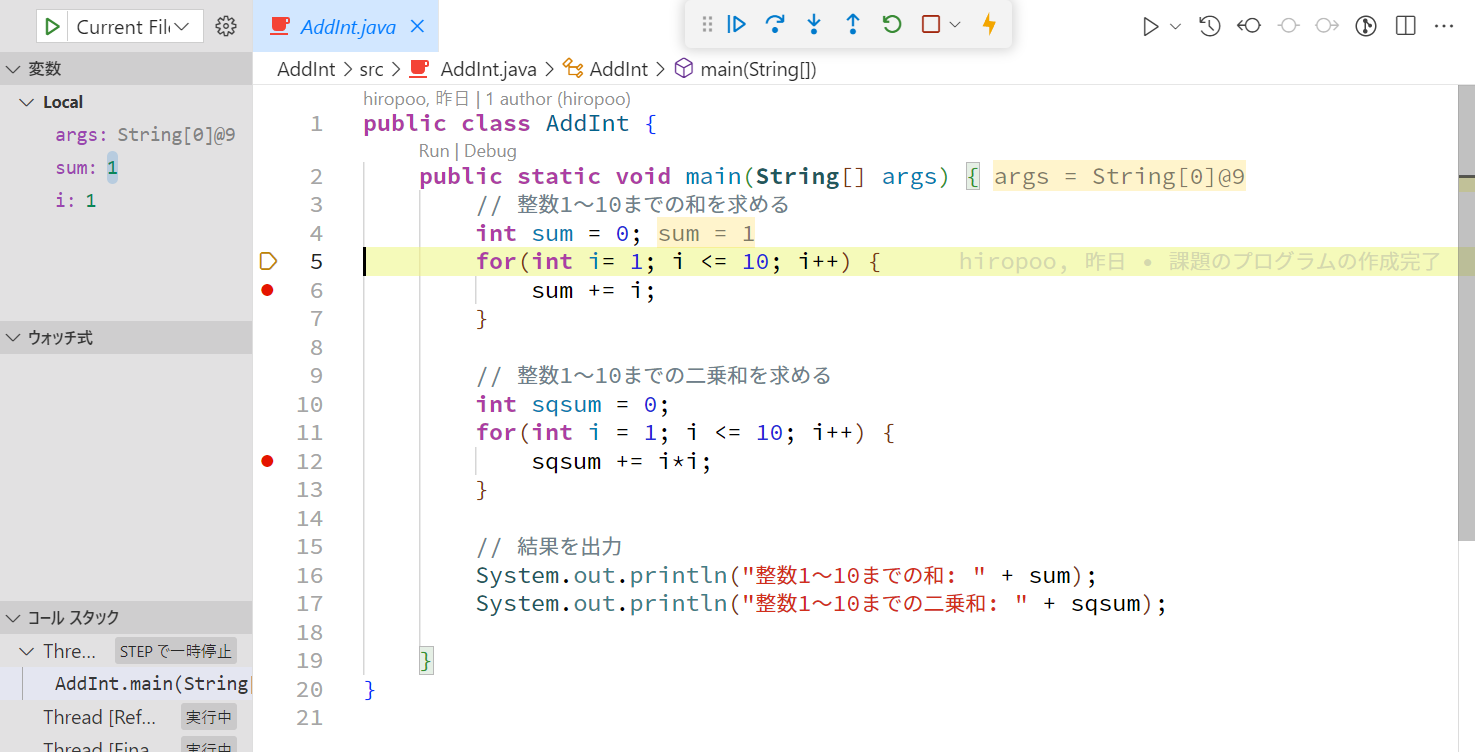 Current Fil
AddInt.java
変数
Local
args: String[0]@9
sum: 1
i: 1
ウォッチ式
コール スタック
Thre... STEP で一時停止
AddInt.main(String[
Thread [Ref... 実行中
Thread [Fina 実行中
AddInt > src > AddInt.java > AddInt > main(String[])
hiropoo, 昨日 | 1 author (hiropoo)
1 public class AddInt {
Run | Debug
2 public static void main(String[] args) { args = String[0]@9
3 // 整数1～10までの和を求める
4 int sum = 0; sum = 1
5 for(int i= 1; i <= 10; i++) { hiropoo, 昨日 • 課題のプログラムの作成完了
6 sum += i;
7 }
8
9 // 整数1～10までの二乗和を求める
10 int sqsum = 0;
11 for(int i = 1; i <= 10; i++) {
12 sqsum += i*i;
13 }
14
15 // 結果を出力
16 System.out.println("整数1～10までの和: " + sum);
17 System.out.println("整数1～10までの二乗和: " + sqsum);
18
19 }
20 }
21